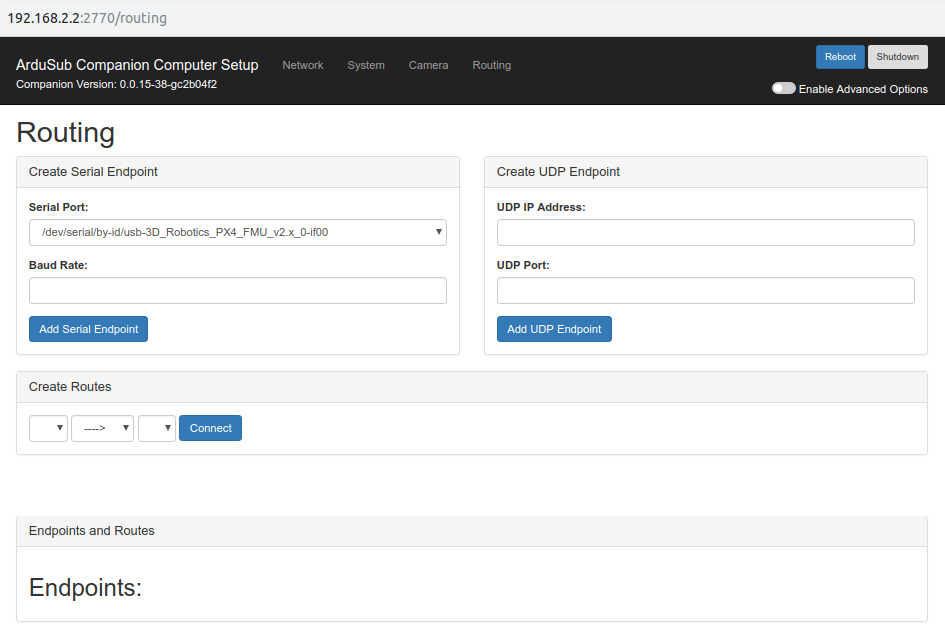 192.168.2.2:2770/routing
ArduSub Companion Computer Setup Network System Camera Routing Reboot Shutdown
Companion Version: 0.0.15-38-gc2b04f2 Enable Advanced Options
Routing
Create Serial Endpoint
Serial Port:
/dev/serial/by-id/usb-3D_Robotics_PX4_FMU_v2.x_0-if00
Baud Rate:
Add Serial Endpoint
Create UDP Endpoint
UDP IP Address:
UDP Port:
Add UDP Endpoint
Create Routes
----> Connect
Endpoints and Routes
Endpoints: